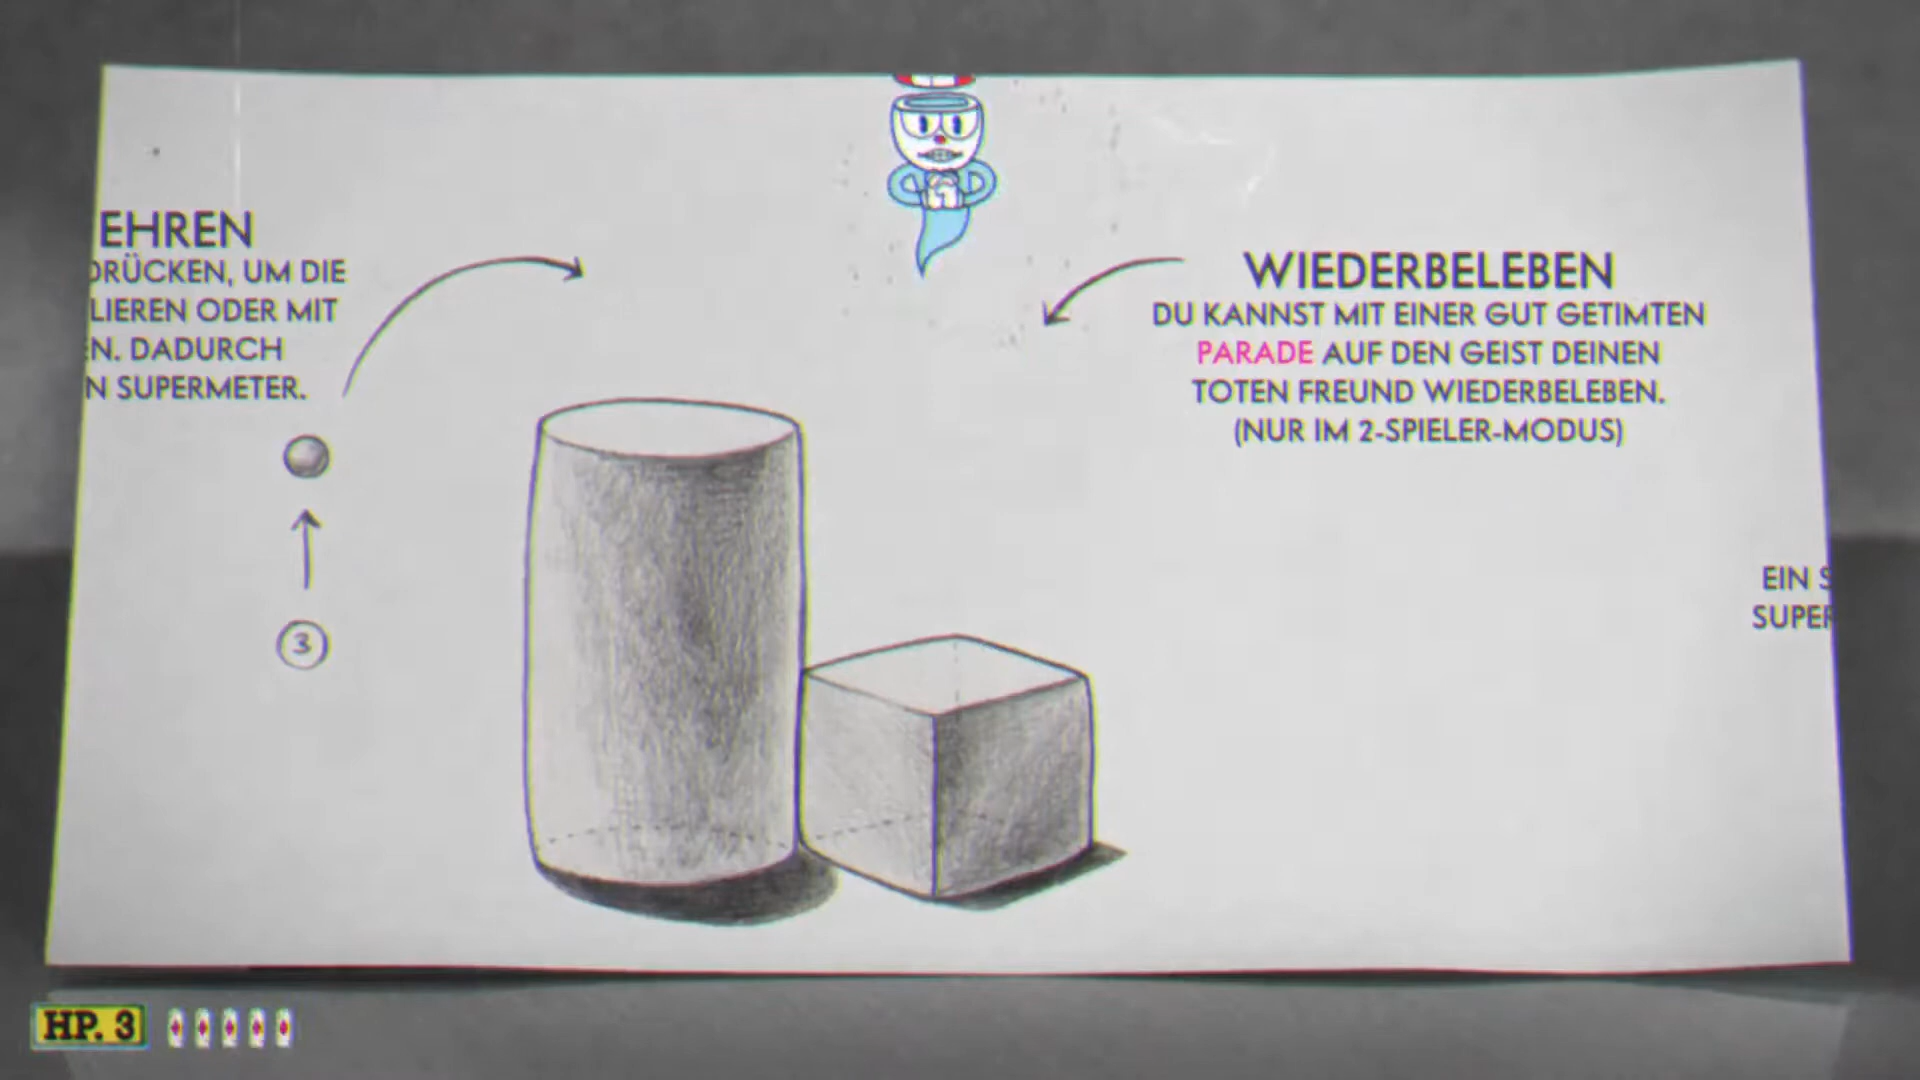 EHREN
DRÜCKEN, UM DIE
LIEREN ODER MIT
N. DADURCH
N SUPERMETER.
3
WIEDERBELEBEN
DU KANNST MIT EINER GUT GETIMTEN
PARADE AUF DEN GEIST DEINEN
TOTEN FREUND WIEDERBELEBEN.
(NUR IM 2-SPIELER-MODUS)
EIN S
SUPER
HP. 3